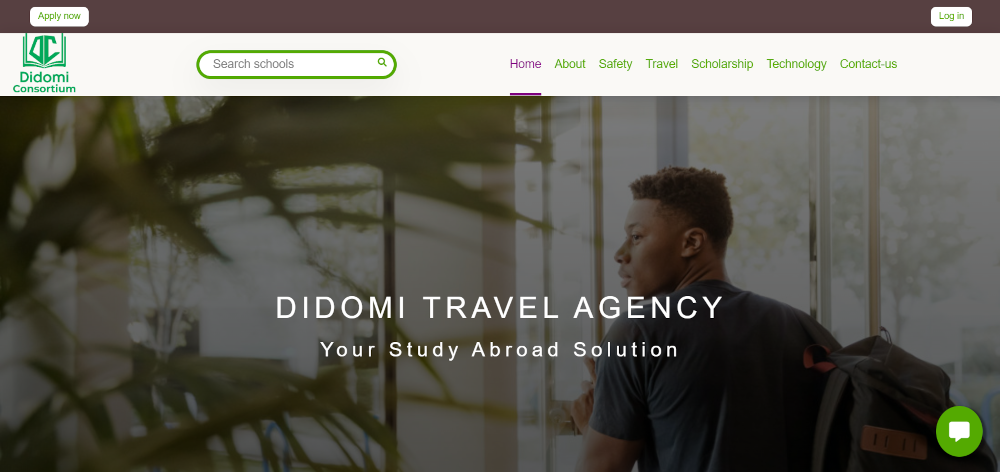 Apply now
Log in
Didomi
Consortium
Search schools
Home
About
Safety
Travel
Scholarship
Technology
Contact-us
DIDOMI TRAVEL AGENCY
Your Study Abroad Solution